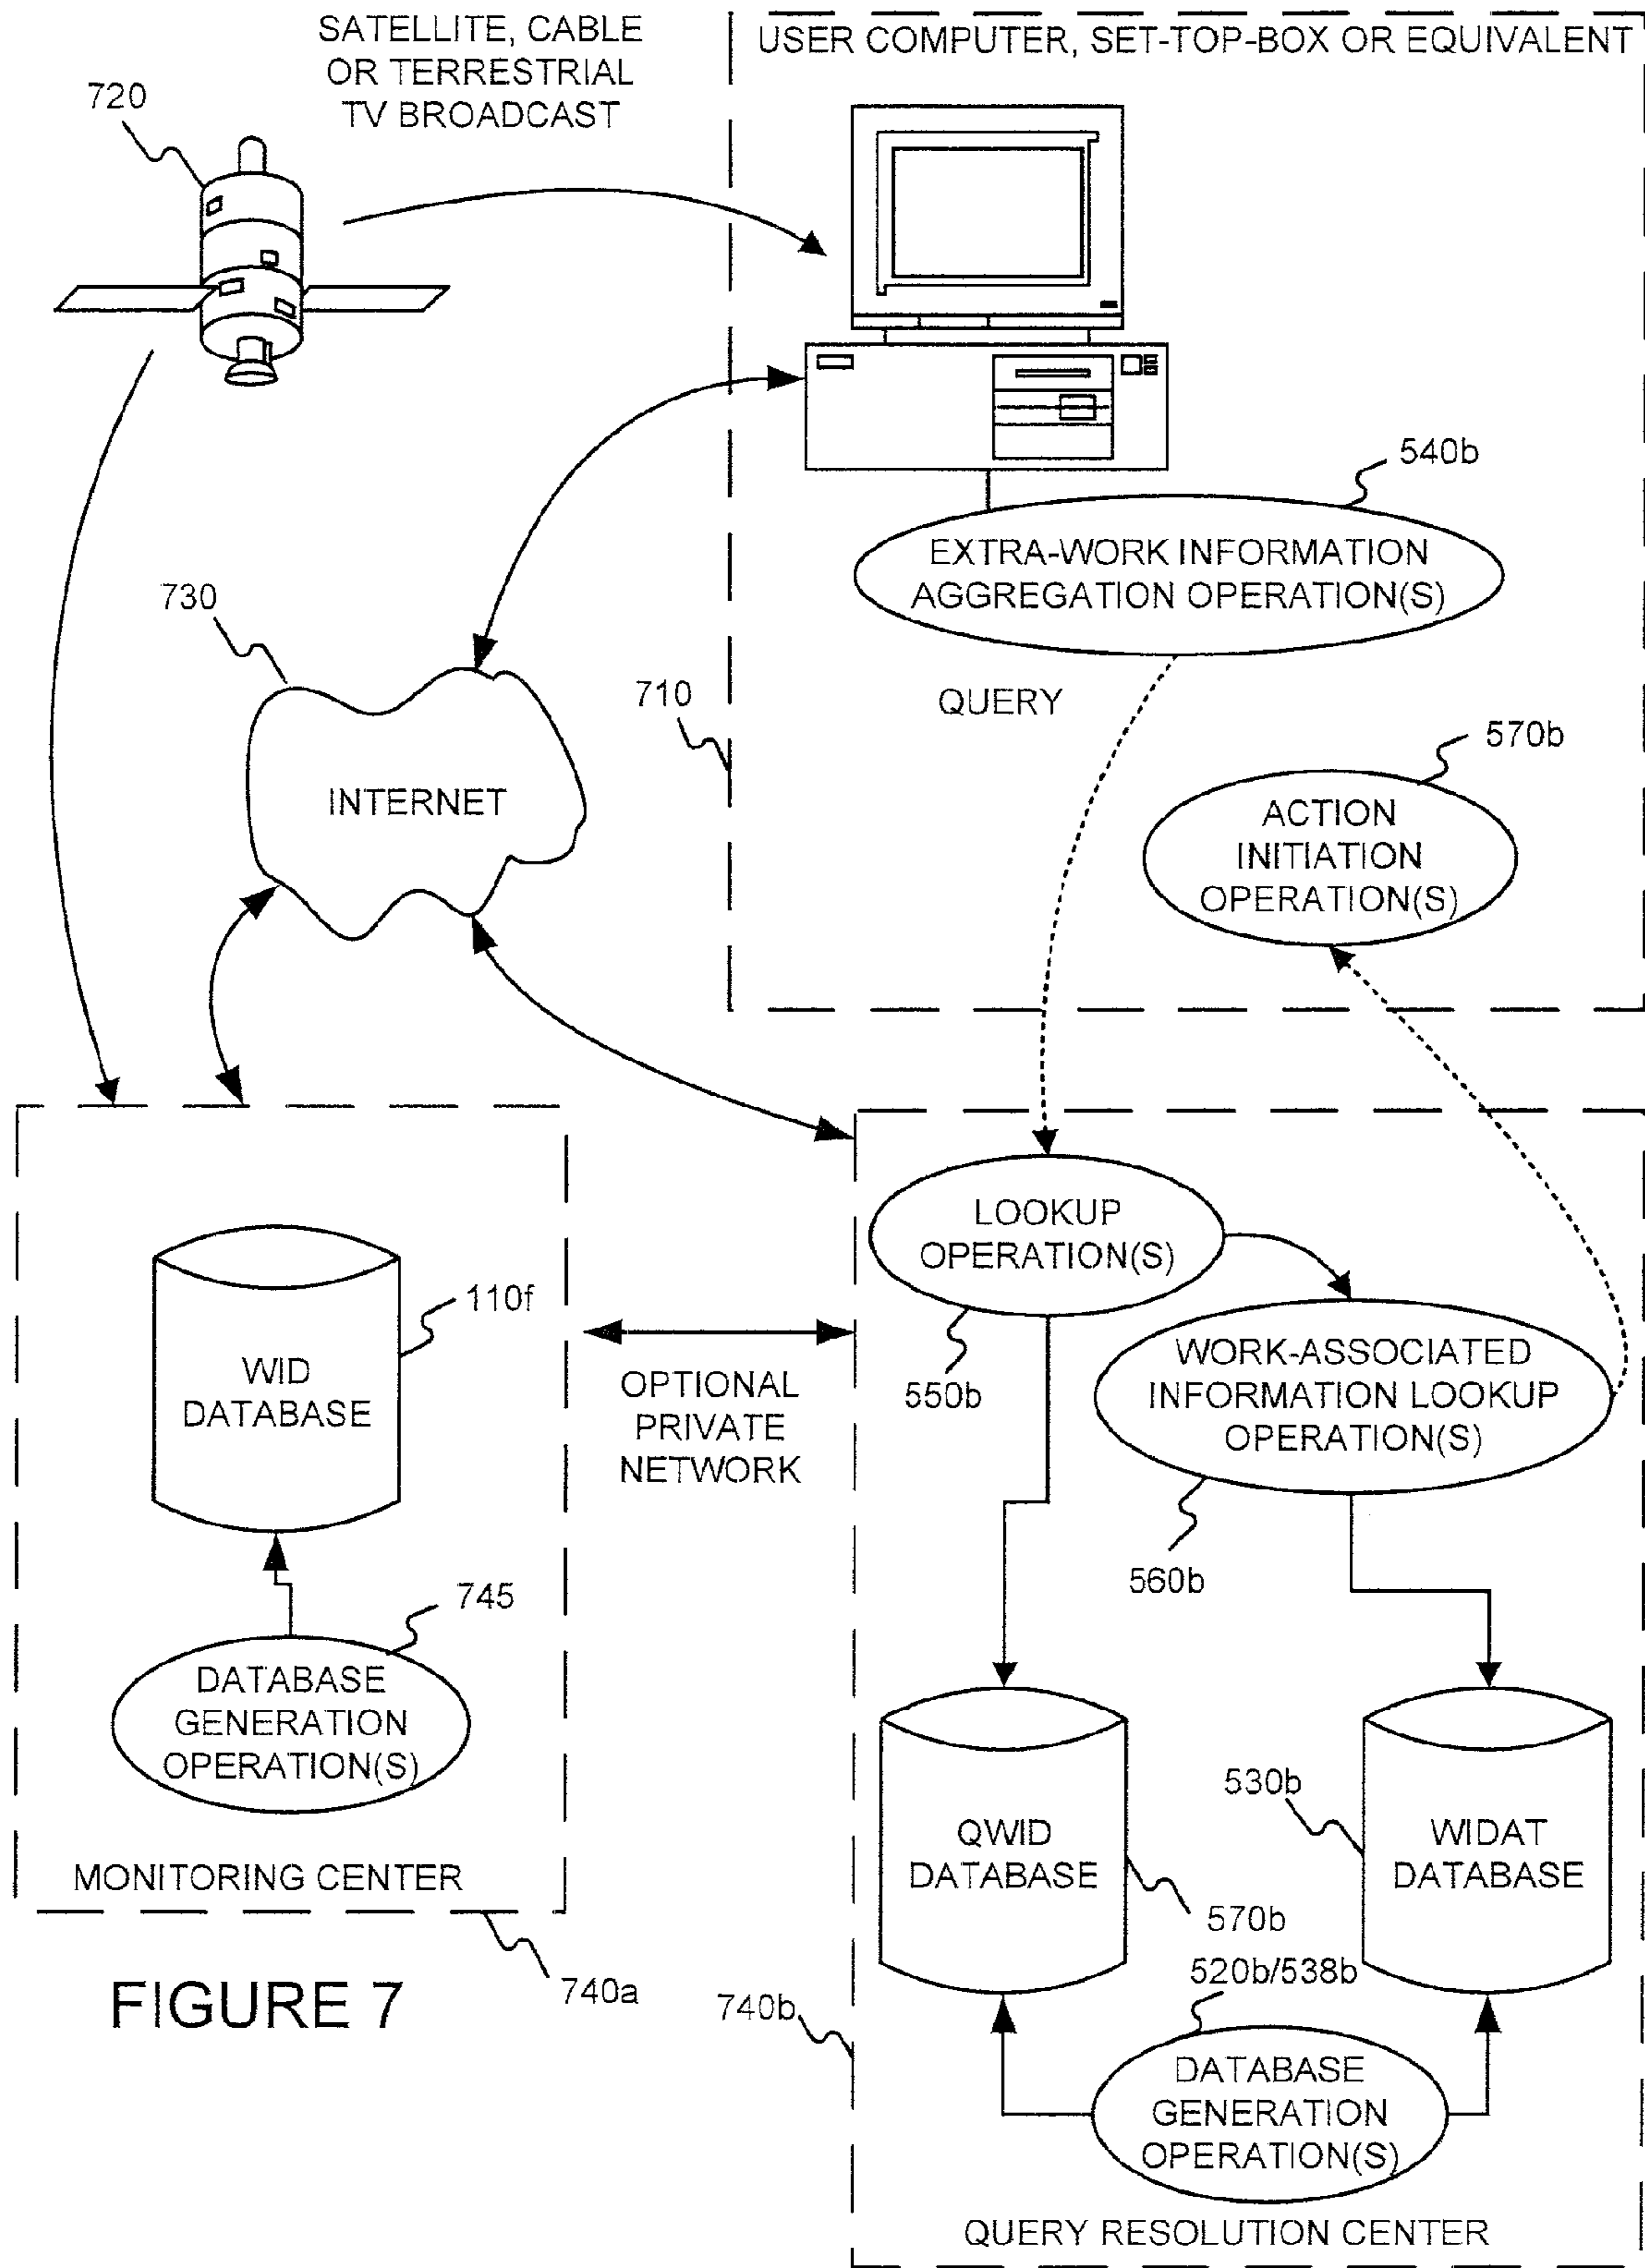 SATELLITE, CABLE
OR TERRESTRIAL
TV BROADCAST
USER COMPUTER, SET-TOP-BOX OR EQUIVALENT
720
540b
EXTRA-WORK INFORMATION
AGGREGATION OPERATION(S)
730
INTERNET
710
QUERY
570b
ACTION
INITIATION
OPERATION(S)
LOOKUP
OPERATION(S)
110f
WID
DATABASE
OPTIONAL
PRIVATE
NETWORK
550b
WORK-ASSOCIATED
INFORMATION LOOKUP
OPERATION(S)
560b
745
DATABASE
GENERATION
OPERATION(S)
MONITORING CENTER
740a
QWID
DATABASE
570b
530b
WIDAT
DATABASE
520b/538b
740b
DATABASE
GENERATION
OPERATION(S)
QUERY RESOLUTION CENTER
FIGURE 7